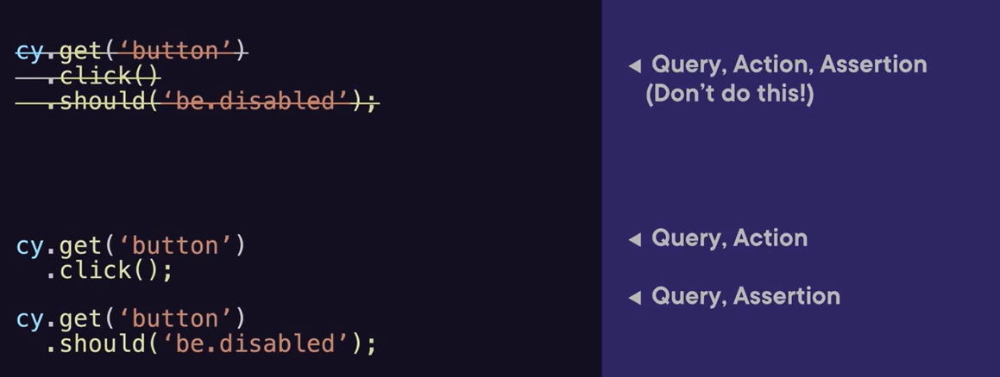 cy.get(‘button’)
.click()
.should(‘be.disabled’);
◀ Query, Action, Assertion
(Don’t do this!)
cy.get(‘button’)
.click();
◀ Query, Action
cy.get(‘button’)
.should(‘be.disabled’);
◀ Query, Assertion